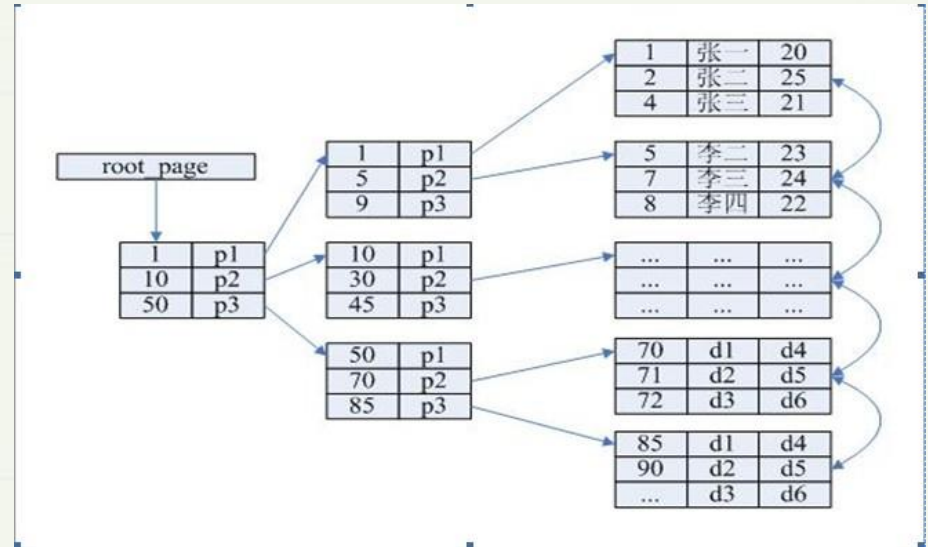 root_page
1 p1
10 p2
50 p3
1 p1
5 p2
9 p3
10 p1
30 p2
45 p3
50 p1
70 p2
85 p3
1 张一 20
2 张二 25
4 张三 21
5 李二 23
7 李三 24
8 李四 22
... ... ...
... ... ...
... ... ...
70 d1 d4
71 d2 d5
72 d3 d6
85 d1 d4
90 d2 d5
... d3 d6